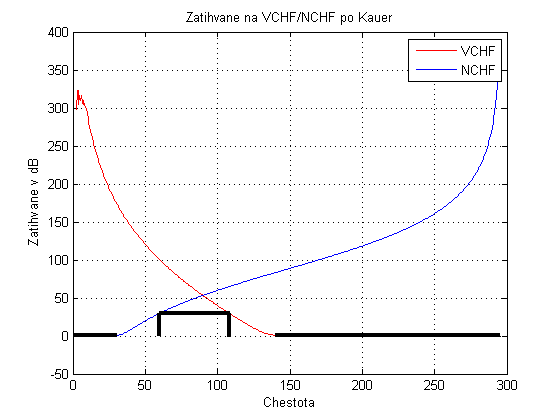 Zatihvane na VCHF/NCHF po Kauer
400
350
300
250
200
150
100
50
0
-50
Zatihvane v dB
VCHF
NCHF
0 50 100 150 200 250 300
Chestota